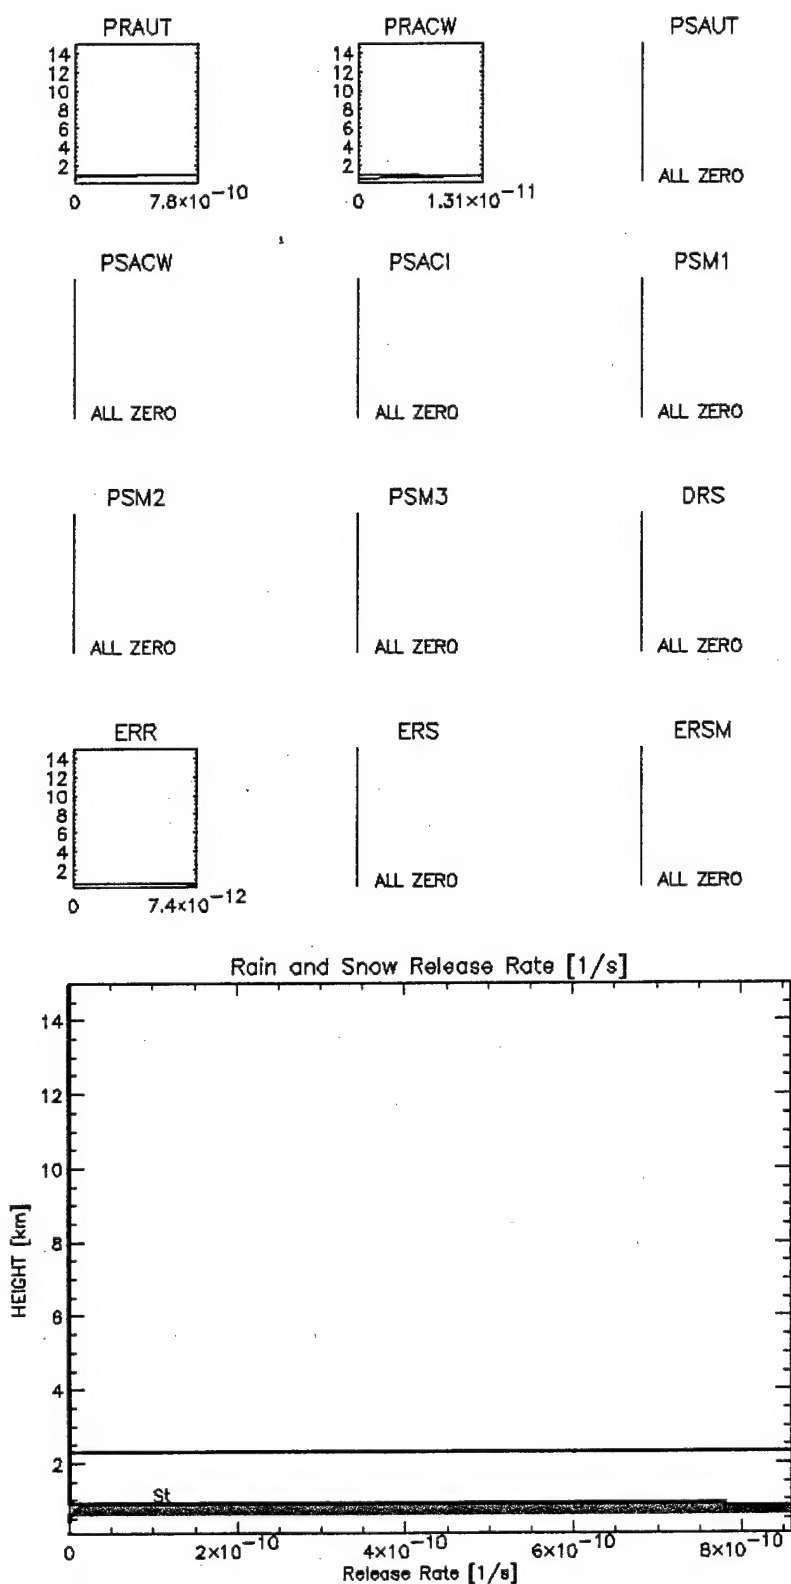 PRAUT PRACW PSAUT
14 14
12 12
10 10
8 8
6 6
4 4
2 2 ALL ZERO
0 7.8×10⁻¹⁰ 0 1.31×10⁻¹¹
PSACW PSACI PSM1
ALL ZERO ALL ZERO ALL ZERO
PSM2 PSM3 DRS
ALL ZERO ALL ZERO ALL ZERO
ERR ERS ERSM
14
12
10
8
6
4
2 ALL ZERO ALL ZERO
0 7.4×10⁻¹²
Rain and Snow Release Rate [1/s]
14
12
10
8
6
4
2
HEIGHT [km]
St
0 2×10⁻¹⁰ 4×10⁻¹⁰ 6×10⁻¹⁰ 8×10⁻¹⁰
Release Rate [1/s]